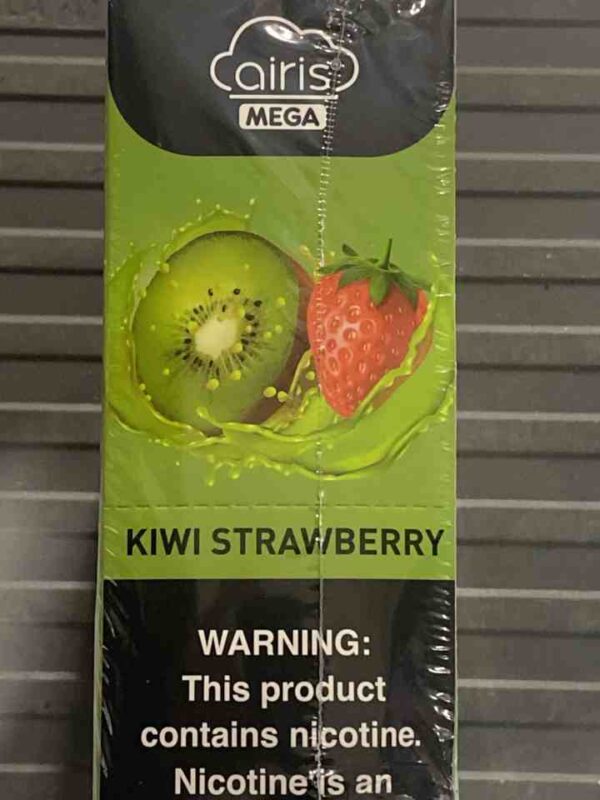 airis
MEGA
KIWI STRAWBERRY
WARNING:
This product
contains nicotine.
Nicotine is an